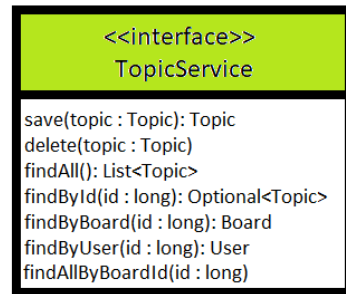 <<interface>>
TopicService
save(topic : Topic): Topic
delete(topic : Topic)
findAll(): List<Topic>
findById(id : long): Optional<Topic>
findByBoard(id : long): Board
findByUser(id : long): User
findAllByBoardId(id : long)